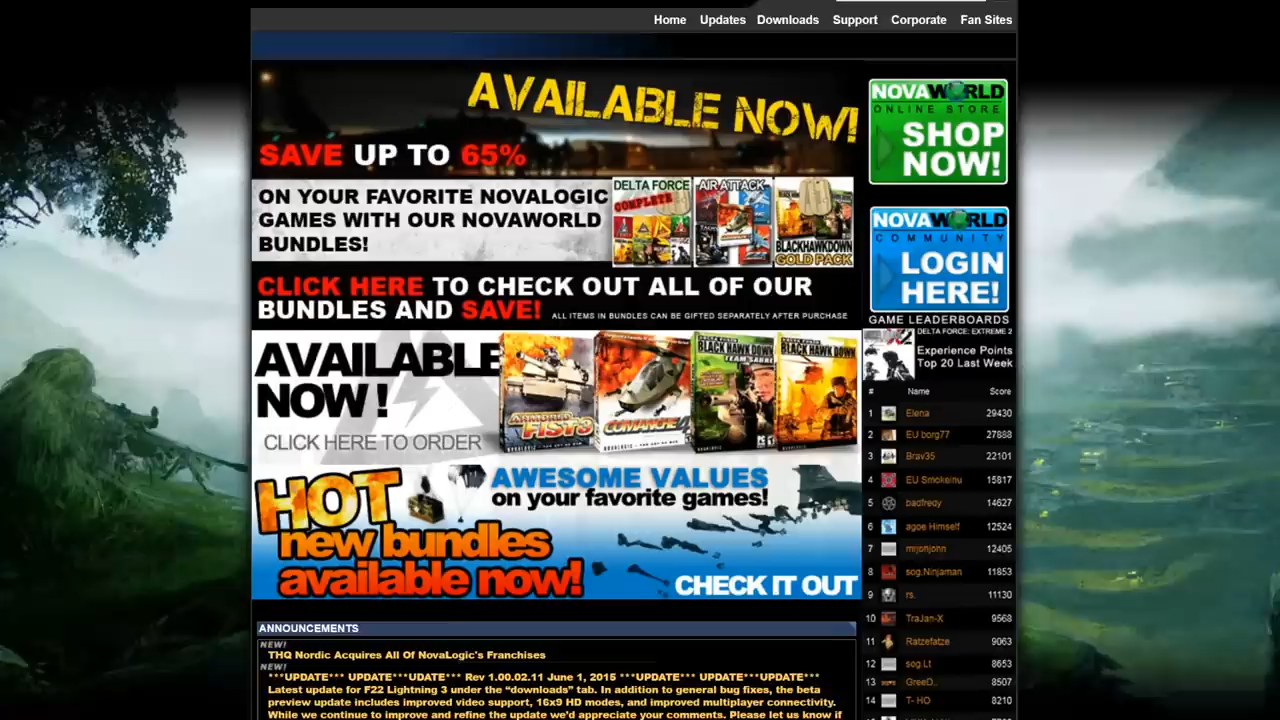 Home Updates Downloads Support Corporate Fan Sites
AVAILABLE NOW!
SAVE UP TO 65%
ON YOUR FAVORITE NOVALOGIC
GAMES WITH OUR NOVAWORLD
BUNDLES!
DELTA FORCE
COMPLETE
AIR ATTACK
BLACKHAWKDOWN
GOLD PACK
CLICK HERE TO CHECK OUT ALL OF OUR
BUNDLES AND SAVE! ALL ITEMS IN BUNDLES CAN BE GIFTED SEPARATELY AFTER PURCHASE
AVAILABLE
NOW !
CLICK HERE TO ORDER
ARMORED
FIST 3
COMANCHE 4
BLACK HAWK DOWN
TEAM SABRE
BLACK HAWK DOWN
HOT
new bundles
available now!
AWESOME VALUES
on your favorite games!
CHECK IT OUT
ANNOUNCEMENTS
NEW!
THQ Nordic Acquires All Of NovaLogic's Franchises
NEW!
***UPDATE*** UPDATE***UDATE*** Rev 1.00.02.11 June 1, 2015 ***UPDATE*** UPDATE***UPDATE***
Latest update for F22 Lightning 3 under the “downloads” tab. In addition to general bug fixes, the beta
preview update includes improved video support, 16x9 HD modes, and improved multiplayer connectivity.
While we continue to improve and refine the update we'd appreciate your comments. Please let us know if
NOVAWORLD
ONLINE STORE
SHOP
NOW!
NOVAWORLD
COMMUNITY
LOGIN
HERE!
GAME LEADERBOARDS
DELTA FORCE: EXTREME 2
Experience Points
Top 20 Last Week
# Name Score
1 Elena 29430
2 EU borg77 27888
3 Brav35 22101
4 EU Smokeinu 15817
5 badfredy 14627
6 agoe Himself 12524
7 mrjohjohn 12405
8 sog.Ninjaman 11853
9 rs. 11130
10 TraJan-X 9568
11 Ratzefatze 9063
12 sog.Lt 8653
13 GreeD.. 8507
14 T- HO 8210